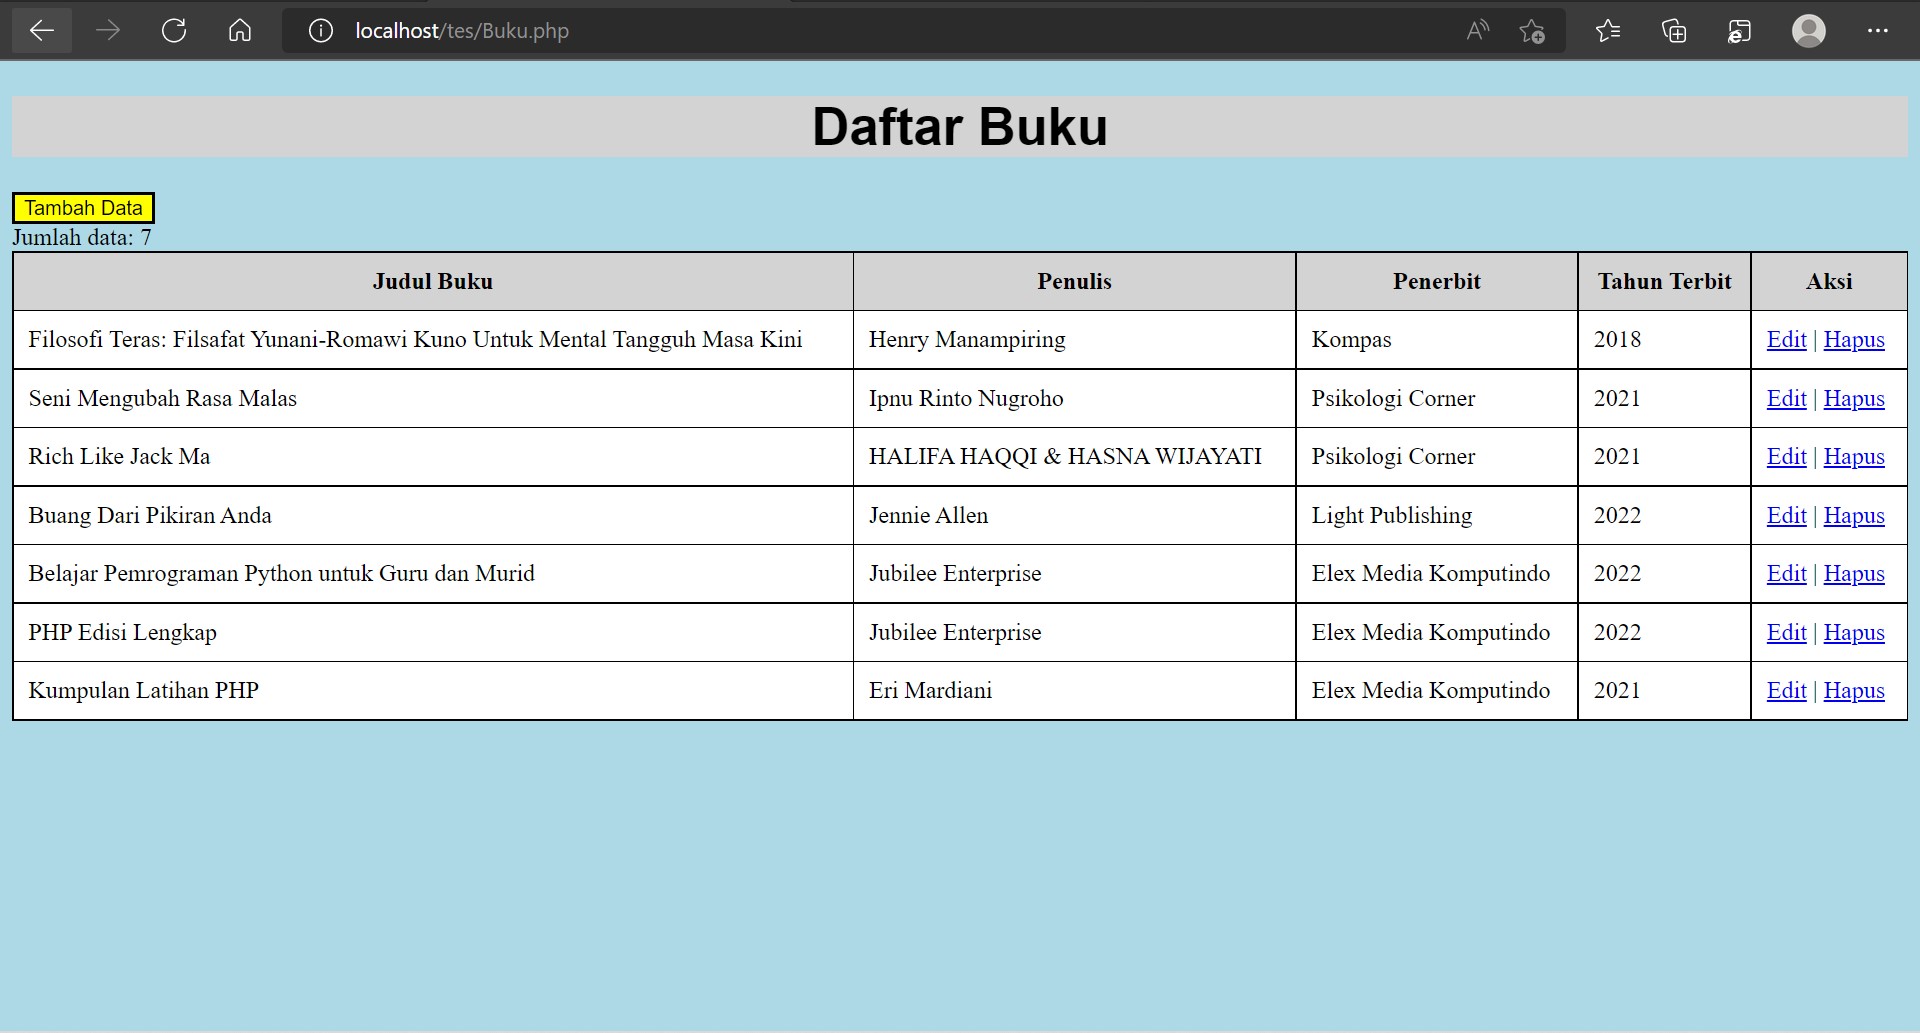 localhost/tes/Buku.php
Daftar Buku
Tambah Data
Jumlah data: 7
Judul Buku Penulis Penerbit Tahun Terbit Aksi
Filosofi Teras: Filsafat Yunani-Romawi Kuno Untuk Mental Tangguh Masa Kini Henry Manampiring Kompas 2018 Edit | Hapus
Seni Mengubah Rasa Malas Ipnu Rinto Nugroho Psikologi Corner 2021 Edit | Hapus
Rich Like Jack Ma HALIFA HAQQI & HASNA WIJAYATI Psikologi Corner 2021 Edit | Hapus
Buang Dari Pikiran Anda Jennie Allen Light Publishing 2022 Edit | Hapus
Belajar Pemrograman Python untuk Guru dan Murid Jubilee Enterprise Elex Media Komputindo 2022 Edit | Hapus
PHP Edisi Lengkap Jubilee Enterprise Elex Media Komputindo 2022 Edit | Hapus
Kumpulan Latihan PHP Eri Mardiani Elex Media Komputindo 2021 Edit | Hapus